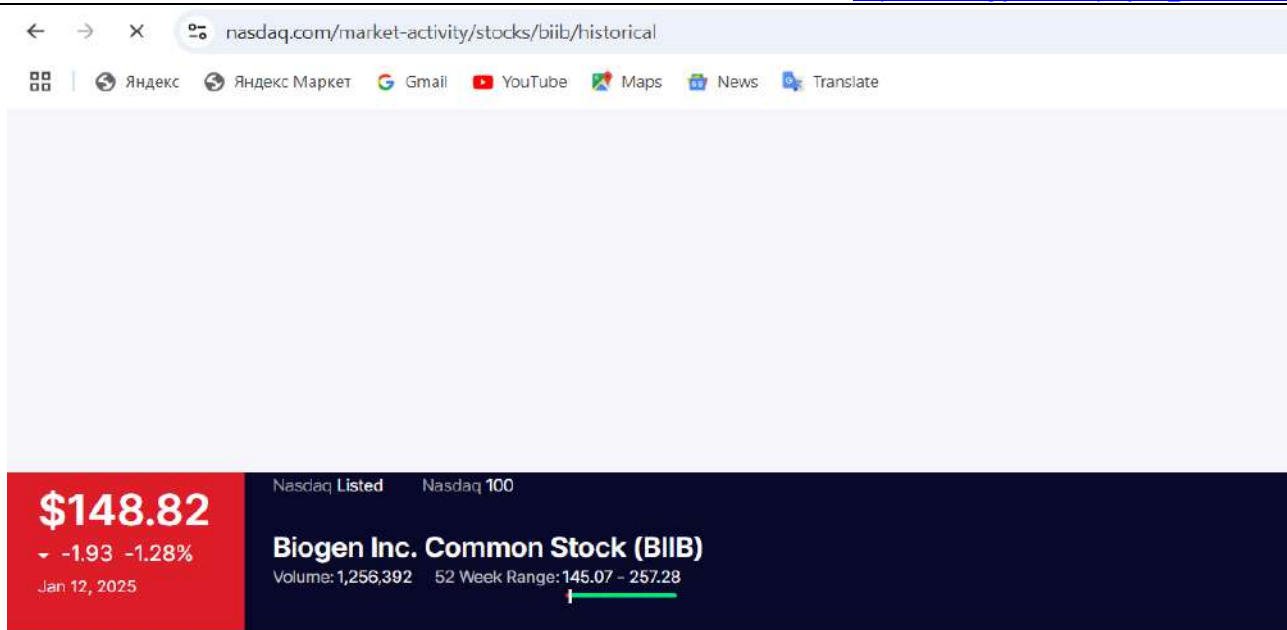 nasdaq.com/market-activity/stocks/biib/historical
Яндекс Яндекс Маркет Gmail YouTube Maps News Translate
$148.82
-1.93 -1.28%
Jan 12, 2025
Nasdaq Listed Nasdaq 100
Biogen Inc. Common Stock (BIIB)
Volume: 1,256,392 52 Week Range: 145.07 – 257.28